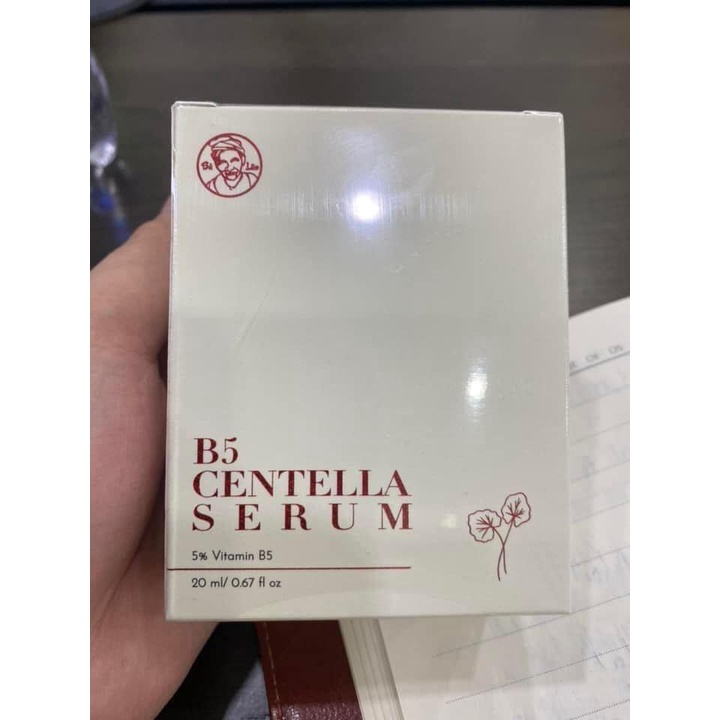 Bà Lão
B5
CENTELLA
SERUM
5% Vitamin B5
20 ml/ 0.67 fl oz